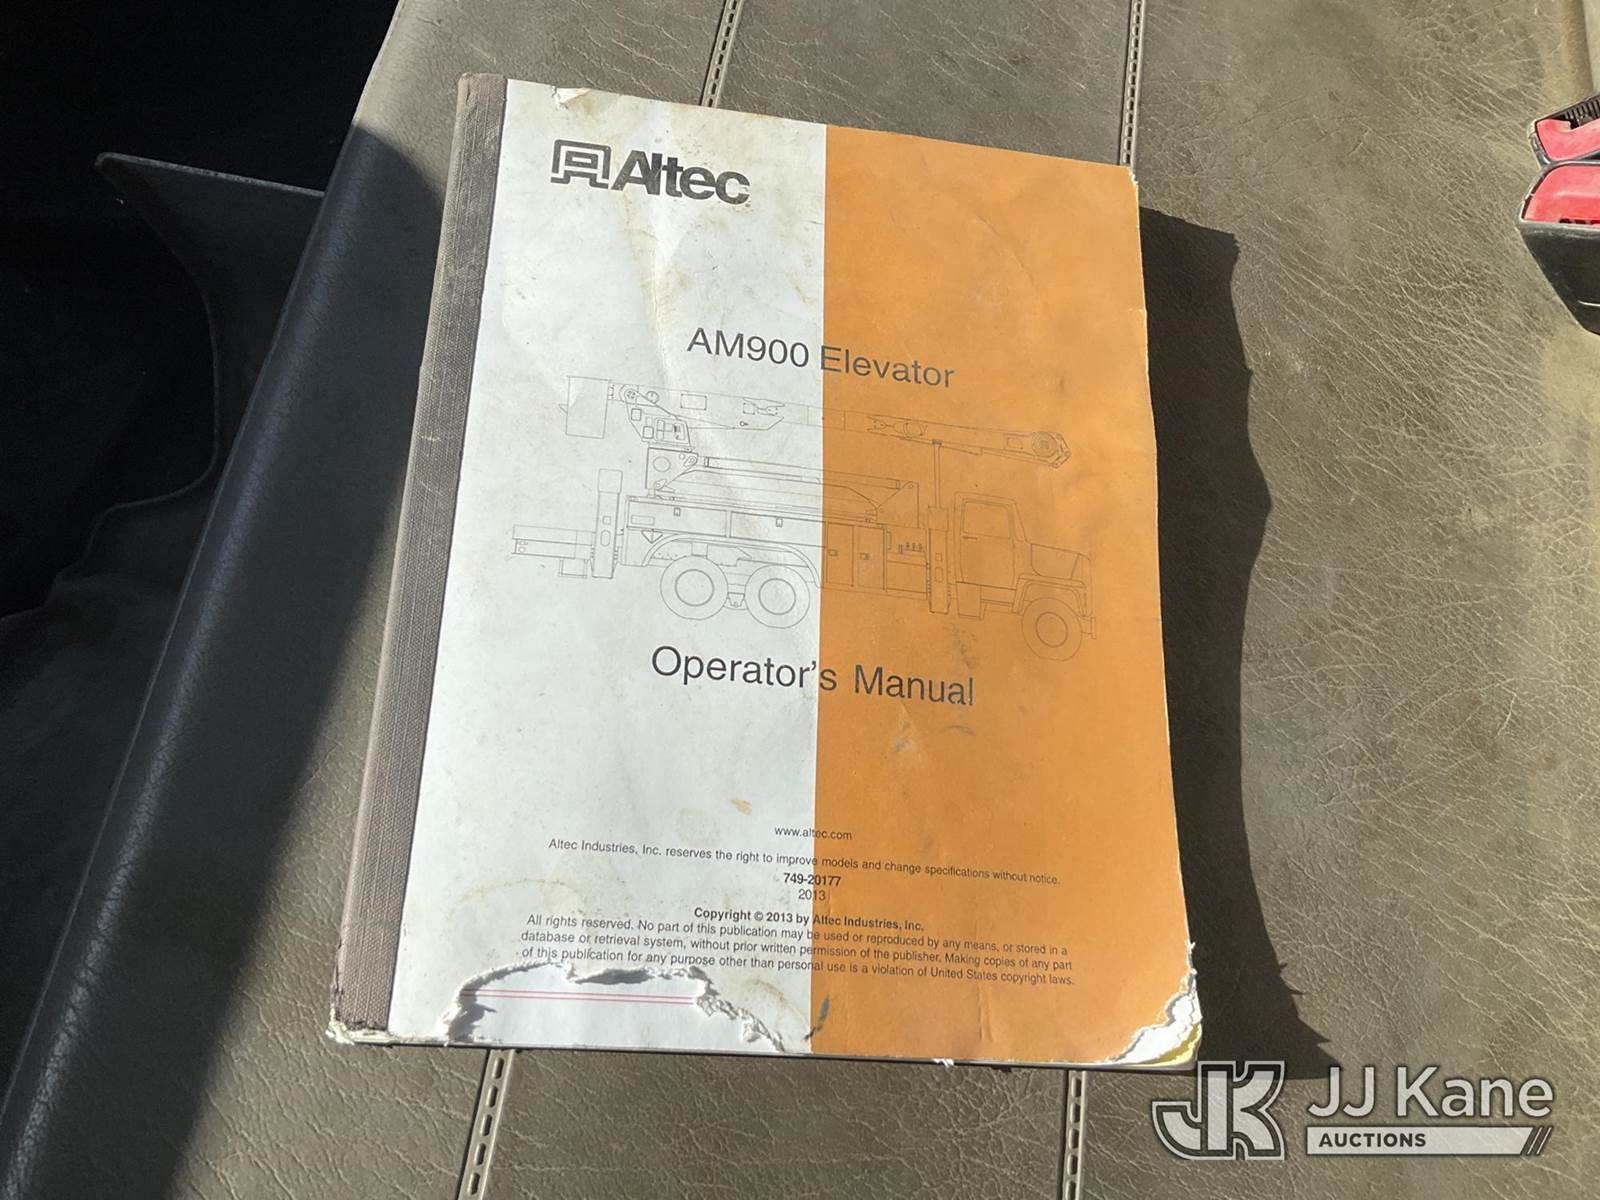 Altec
AM900 Elevator
Operator's Manual
www.altec.com
Altec Industries, Inc. reserves the right to improve models and change specifications without notice.
749-20177
2013
Copyright © 2013 by Altec Industries, Inc.
All rights reserved. No part of this publication may be used or reproduced by any means, or stored in a
database or retrieval system, without prior written permission of the publisher. Making copies of any part
of this publication for any purpose other than personal use is a violation of United States copyright laws.
JK JJ Kane
AUCTIONS